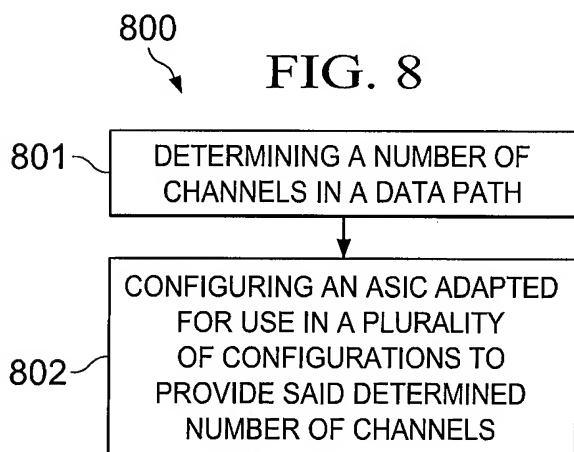 800
FIG. 8
801
DETERMINING A NUMBER OF
CHANNELS IN A DATA PATH
802
CONFIGURING AN ASIC ADAPTED
FOR USE IN A PLURALITY
OF CONFIGURATIONS TO
PROVIDE SAID DETERMINED
NUMBER OF CHANNELS